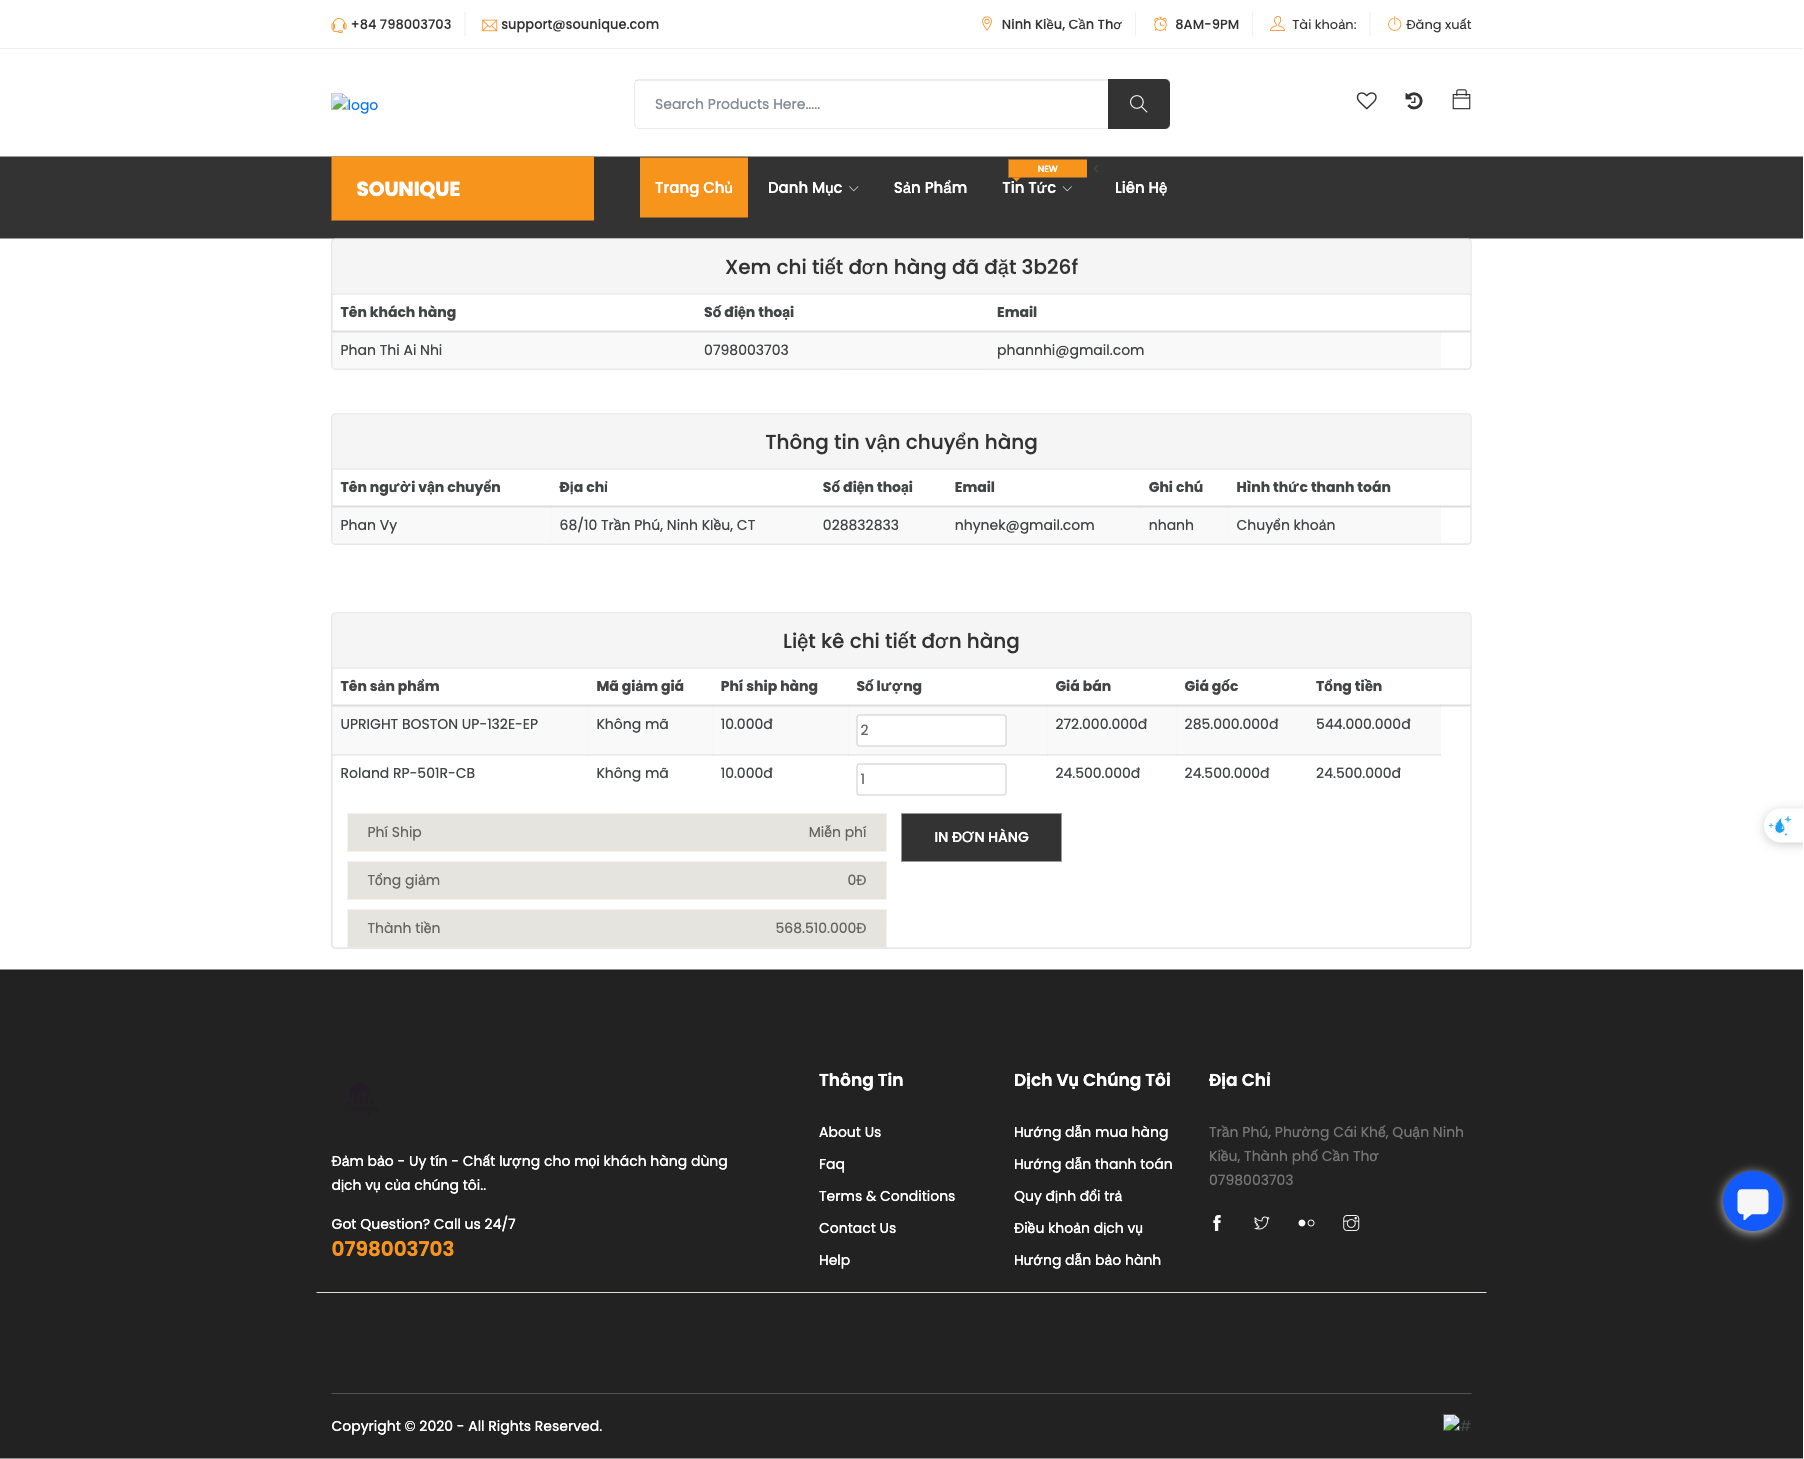 +84 798003703 support@sounique.com Ninh Kiều, Cần Thơ 8AM-9PM Tài khoản: Đăng xuất
logo Search Products Here.....
NEW
SOUNIQUE Trang Chủ Danh Mục Sản Phẩm Tin Tức Liên Hệ
Xem chi tiết đơn hàng đã đặt 3b26f
Tên khách hàng Số điện thoại Email
Phan Thi Ai Nhi 0798003703 phannhi@gmail.com
Thông tin vận chuyển hàng
Tên người vận chuyển Địa chỉ Số điện thoại Email Ghi chú Hình thức thanh toán
Phan Vy 68/10 Trần Phú, Ninh KIều, CT 028832833 nhynek@gmail.com nhanh Chuyển khoản
Liệt kê chi tiết đơn hàng
Tên sản phẩm Mã giảm giá Phí ship hàng Số lượng Giá bán Giá gốc Tổng tiền
UPRIGHT BOSTON UP-132E-EP Không mã 10.000đ 2 272.000.000đ 285.000.000đ 544.000.000đ
Roland RP-501R-CB Không mã 10.000đ 1 24.500.000đ 24.500.000đ 24.500.000đ
Phí Ship Miễn phí IN ĐƠN HÀNG
Tổng giảm 0Đ
Thành tiền 568.510.000Đ
Thông Tin Dịch Vụ Chúng Tôi Địa Chỉ
About Us Hướng dẫn mua hàng Trần Phú, Phường Cái Khế, Quận Ninh
Đảm bảo - Uy tín - Chất lượng cho mọi khách hàng dùng Faq Hướng dẫn thanh toán Kiều, Thành phố Cần Thơ
dịch vụ của chúng tôi.. Terms & Conditions Quy định đổi trả 0798003703
Got Question? Call us 24/7 Contact Us Điều khoản dịch vụ
0798003703 Help Hướng dẫn bảo hành
Copyright © 2020 - All Rights Reserved. #